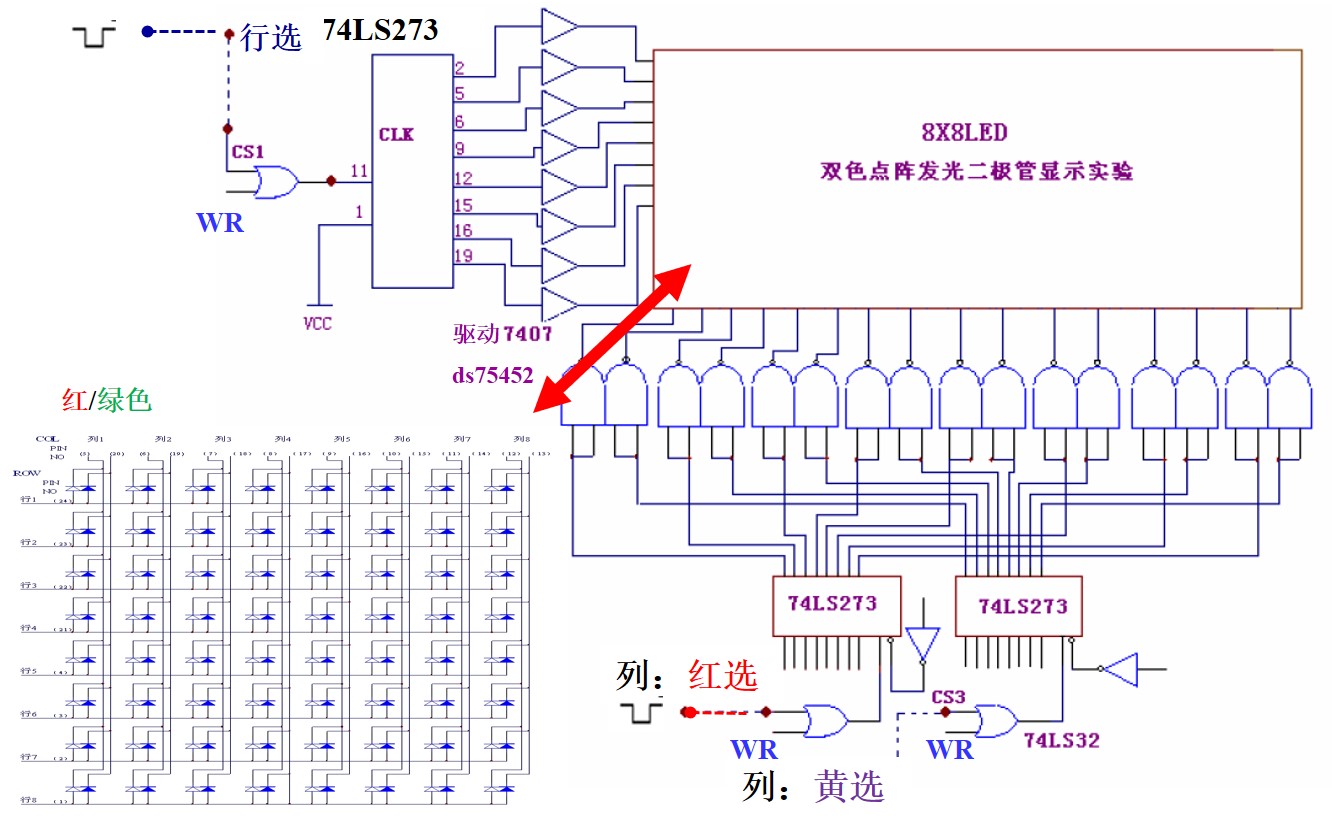 行选 74LS273
CS1
WR
CLK
11
1
VCC
2
5
6
9
12
15
16
19
8X8LED
双色点阵发光二极管显示实验
驱动7407
ds75452
红/绿色
COL 列1 列2 列3 列4 列5 列6 列7 列8
PIN
NO
ROW
PIN
NO
行1
行2
行3
行4
行5
行6
行7
行8
74LS273
74LS273
列：红选
WR
CS3
WR
74LS32
列：黄选